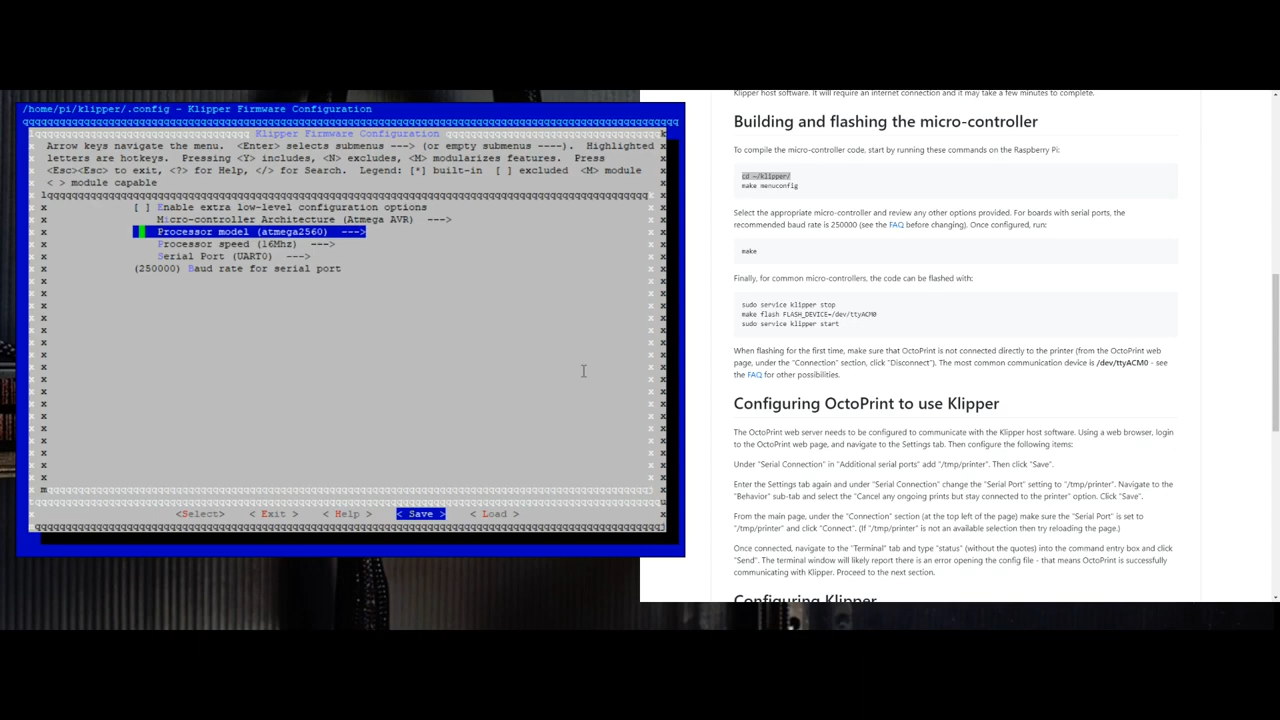 /home/pi/klipper/.config - Klipper Firmware Configuration
Klipper Firmware Configuration
Arrow keys navigate the menu. <Enter> selects submenus ---> (or empty submenus ----). Highlighted
letters are hotkeys. Pressing <Y> includes, <N> excludes, <M> modularizes features. Press
<Esc><Esc> to exit, <?> for Help, </> for Search. Legend: [*] built-in [ ] excluded <M> module
< > module capable
[ ] Enable extra low-level configuration options
Micro-controller Architecture (Atmega AVR) --->
Processor model (atmega2560) --->
Processor speed (16Mhz) --->
Serial Port (UART0) --->
(250000) Baud rate for serial port
<Select> < Exit > < Help > < Save > < Load >
Klipper host software. It will require an internet connection and it may take a few minutes to complete.
Building and flashing the micro-controller
To compile the micro-controller code, start by running these commands on the Raspberry Pi:
cd ~/klipper/
make menuconfig
Select the appropriate micro-controller and review any other options provided. For boards with serial ports, the
recommended baud rate is 250000 (see the FAQ before changing). Once configured, run:
make
Finally, for common micro-controllers, the code can be flashed with:
sudo service klipper stop
make flash FLASH_DEVICE=/dev/ttyACM0
sudo service klipper start
When flashing for the first time, make sure that OctoPrint is not connected directly to the printer (from the OctoPrint web
page, under the "Connection" section, click "Disconnect"). The most common communication device is /dev/ttyACM0 - see
the FAQ for other possibilities.
Configuring OctoPrint to use Klipper
The OctoPrint web server needs to be configured to communicate with the Klipper host software. Using a web browser, login
to the OctoPrint web page, and navigate to the Settings tab. Then configure the following items:
Under "Serial Connection" in "Additional serial ports" add "/tmp/printer". Then click "Save".
Enter the Settings tab again and under "Serial Connection" change the "Serial Port" setting to "/tmp/printer". Navigate to the
"Behavior" sub-tab and select the "Cancel any ongoing prints but stay connected to the printer" option. Click "Save".
From the main page, under the "Connection" section (at the top left of the page) make sure the "Serial Port" is set to
"/tmp/printer" and click "Connect". (If "/tmp/printer" is not an available selection then try reloading the page.)
Once connected, navigate to the "Terminal" tab and type "status" (without the quotes) into the command entry box and click
"Send". The terminal window will likely report there is an error opening the config file - that means OctoPrint is successfully
communicating with Klipper. Proceed to the next section.
Configuring Klipper